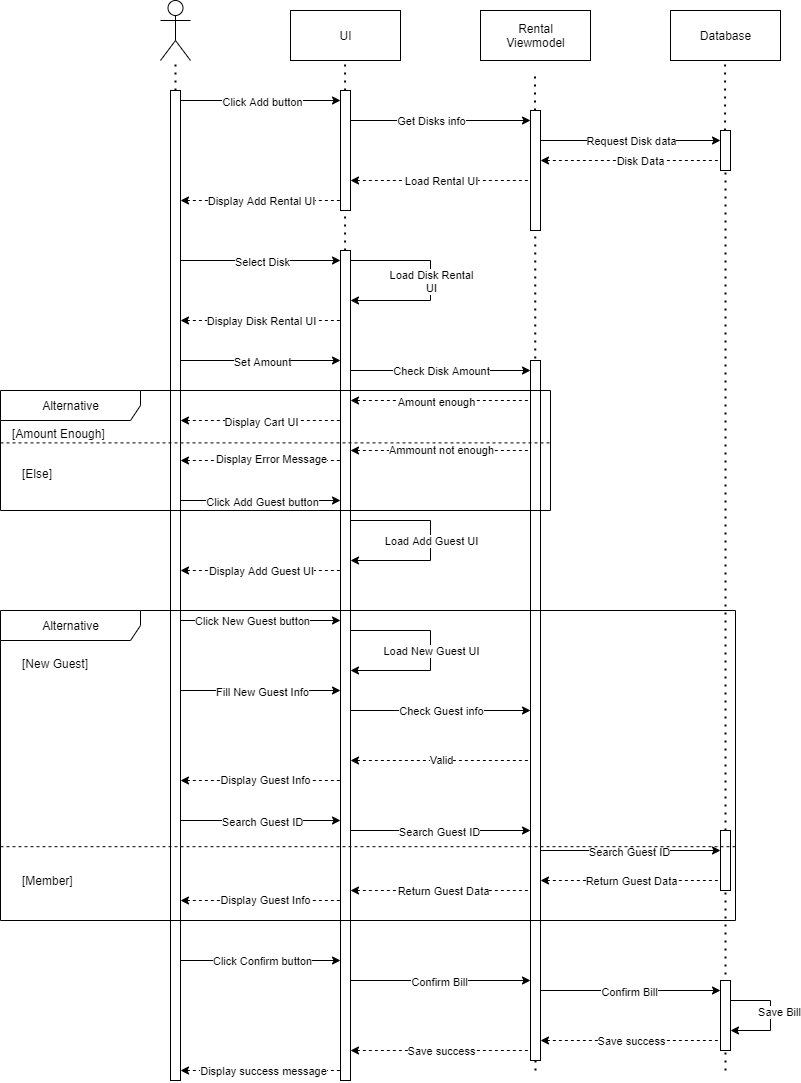 UI
Rental
Viewmodel
Database
Click Add button
Get Disks info
Request Disk data
Disk Data
Load Rental UI
Display Add Rental UI
Select Disk
Load Disk Rental
UI
Display Disk Rental UI
Set Amount
Check Disk Amount
Alternative
Amount enough
Display Cart UI
[Amount Enough]
Ammount not enough
Display Error Message
[Else]
Click Add Guest button
Load Add Guest UI
Display Add Guest UI
Alternative
Click New Guest button
Load New Guest UI
[New Guest]
Fill New Guest Info
Check Guest info
Valid
Display Guest Info
Search Guest ID
Search Guest ID
Search Guest ID
[Member]
Return Guest Data
Return Guest Data
Display Guest Info
Click Confirm button
Confirm Bill
Confirm Bill
Save Bill
Save success
Save success
Display success message